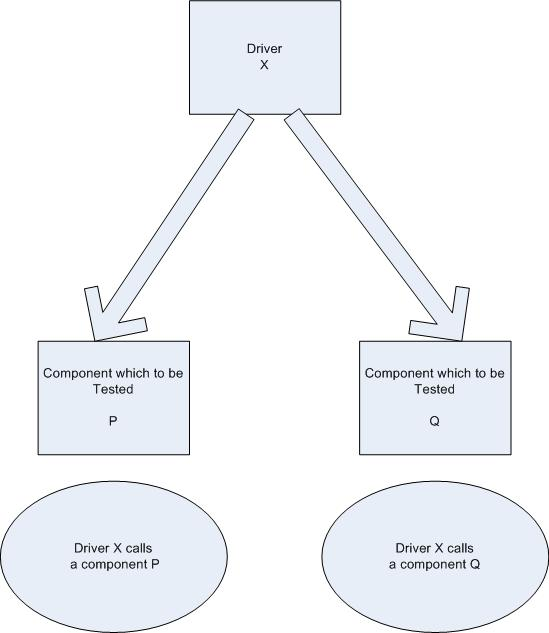 Driver
X
Component which to be
Tested
P
Component which to be
Tested
Q
Driver X calls
a component P
Driver X calls
a component Q